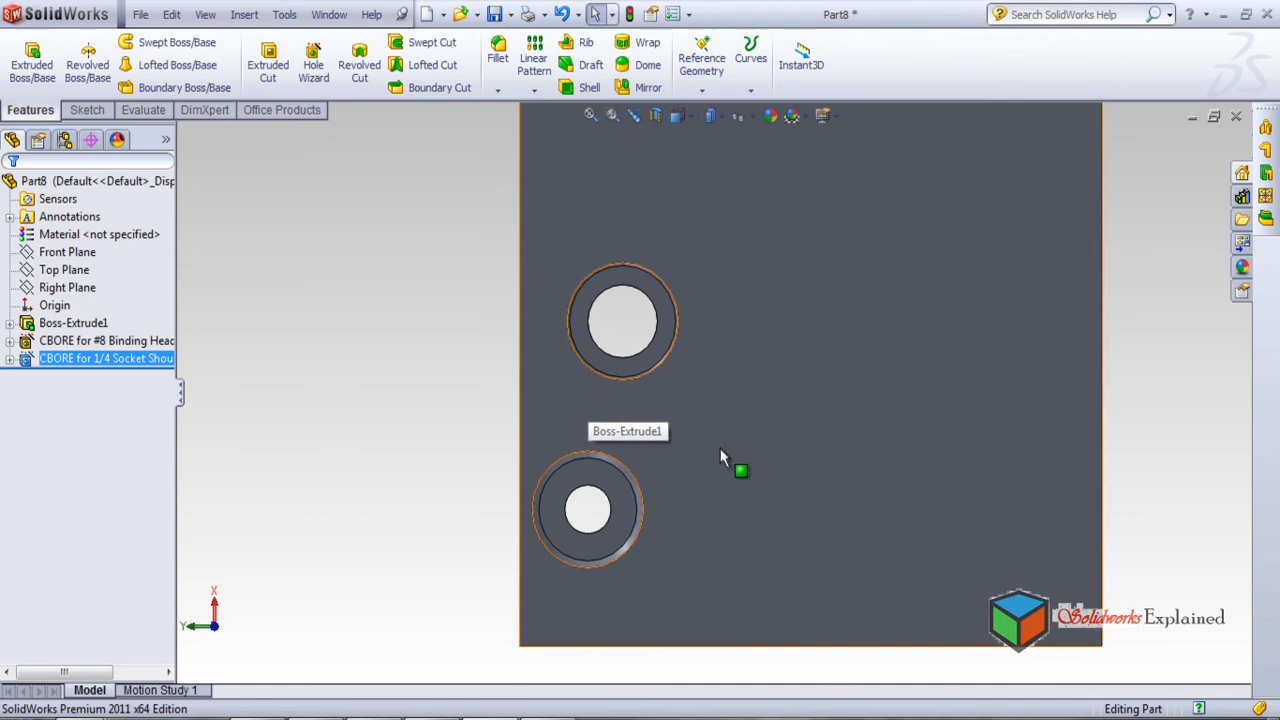 SolidWorks File Edit View Insert Tools Window Help Part8 * Search SolidWorks Help
Extruded Boss/Base
Revolved Boss/Base
Swept Boss/Base
Lofted Boss/Base
Boundary Boss/Base
Extruded Cut
Hole Wizard
Revolved Cut
Swept Cut
Lofted Cut
Boundary Cut
Fillet
Linear Pattern
Rib
Draft
Shell
Wrap
Dome
Mirror
Reference Geometry
Curves
Instant3D
Features Sketch Evaluate DimXpert Office Products
Part8 (Default<<Default>_Disp
Sensors
Annotations
Material <not specified>
Front Plane
Top Plane
Right Plane
Origin
Boss-Extrude1
CBORE for #8 Binding Head
CBORE for 1/4 Socket Shou
Boss-Extrude1
X
Y
Solidworks Explained
Model Motion Study 1
SolidWorks Premium 2011 x64 Edition Editing Part